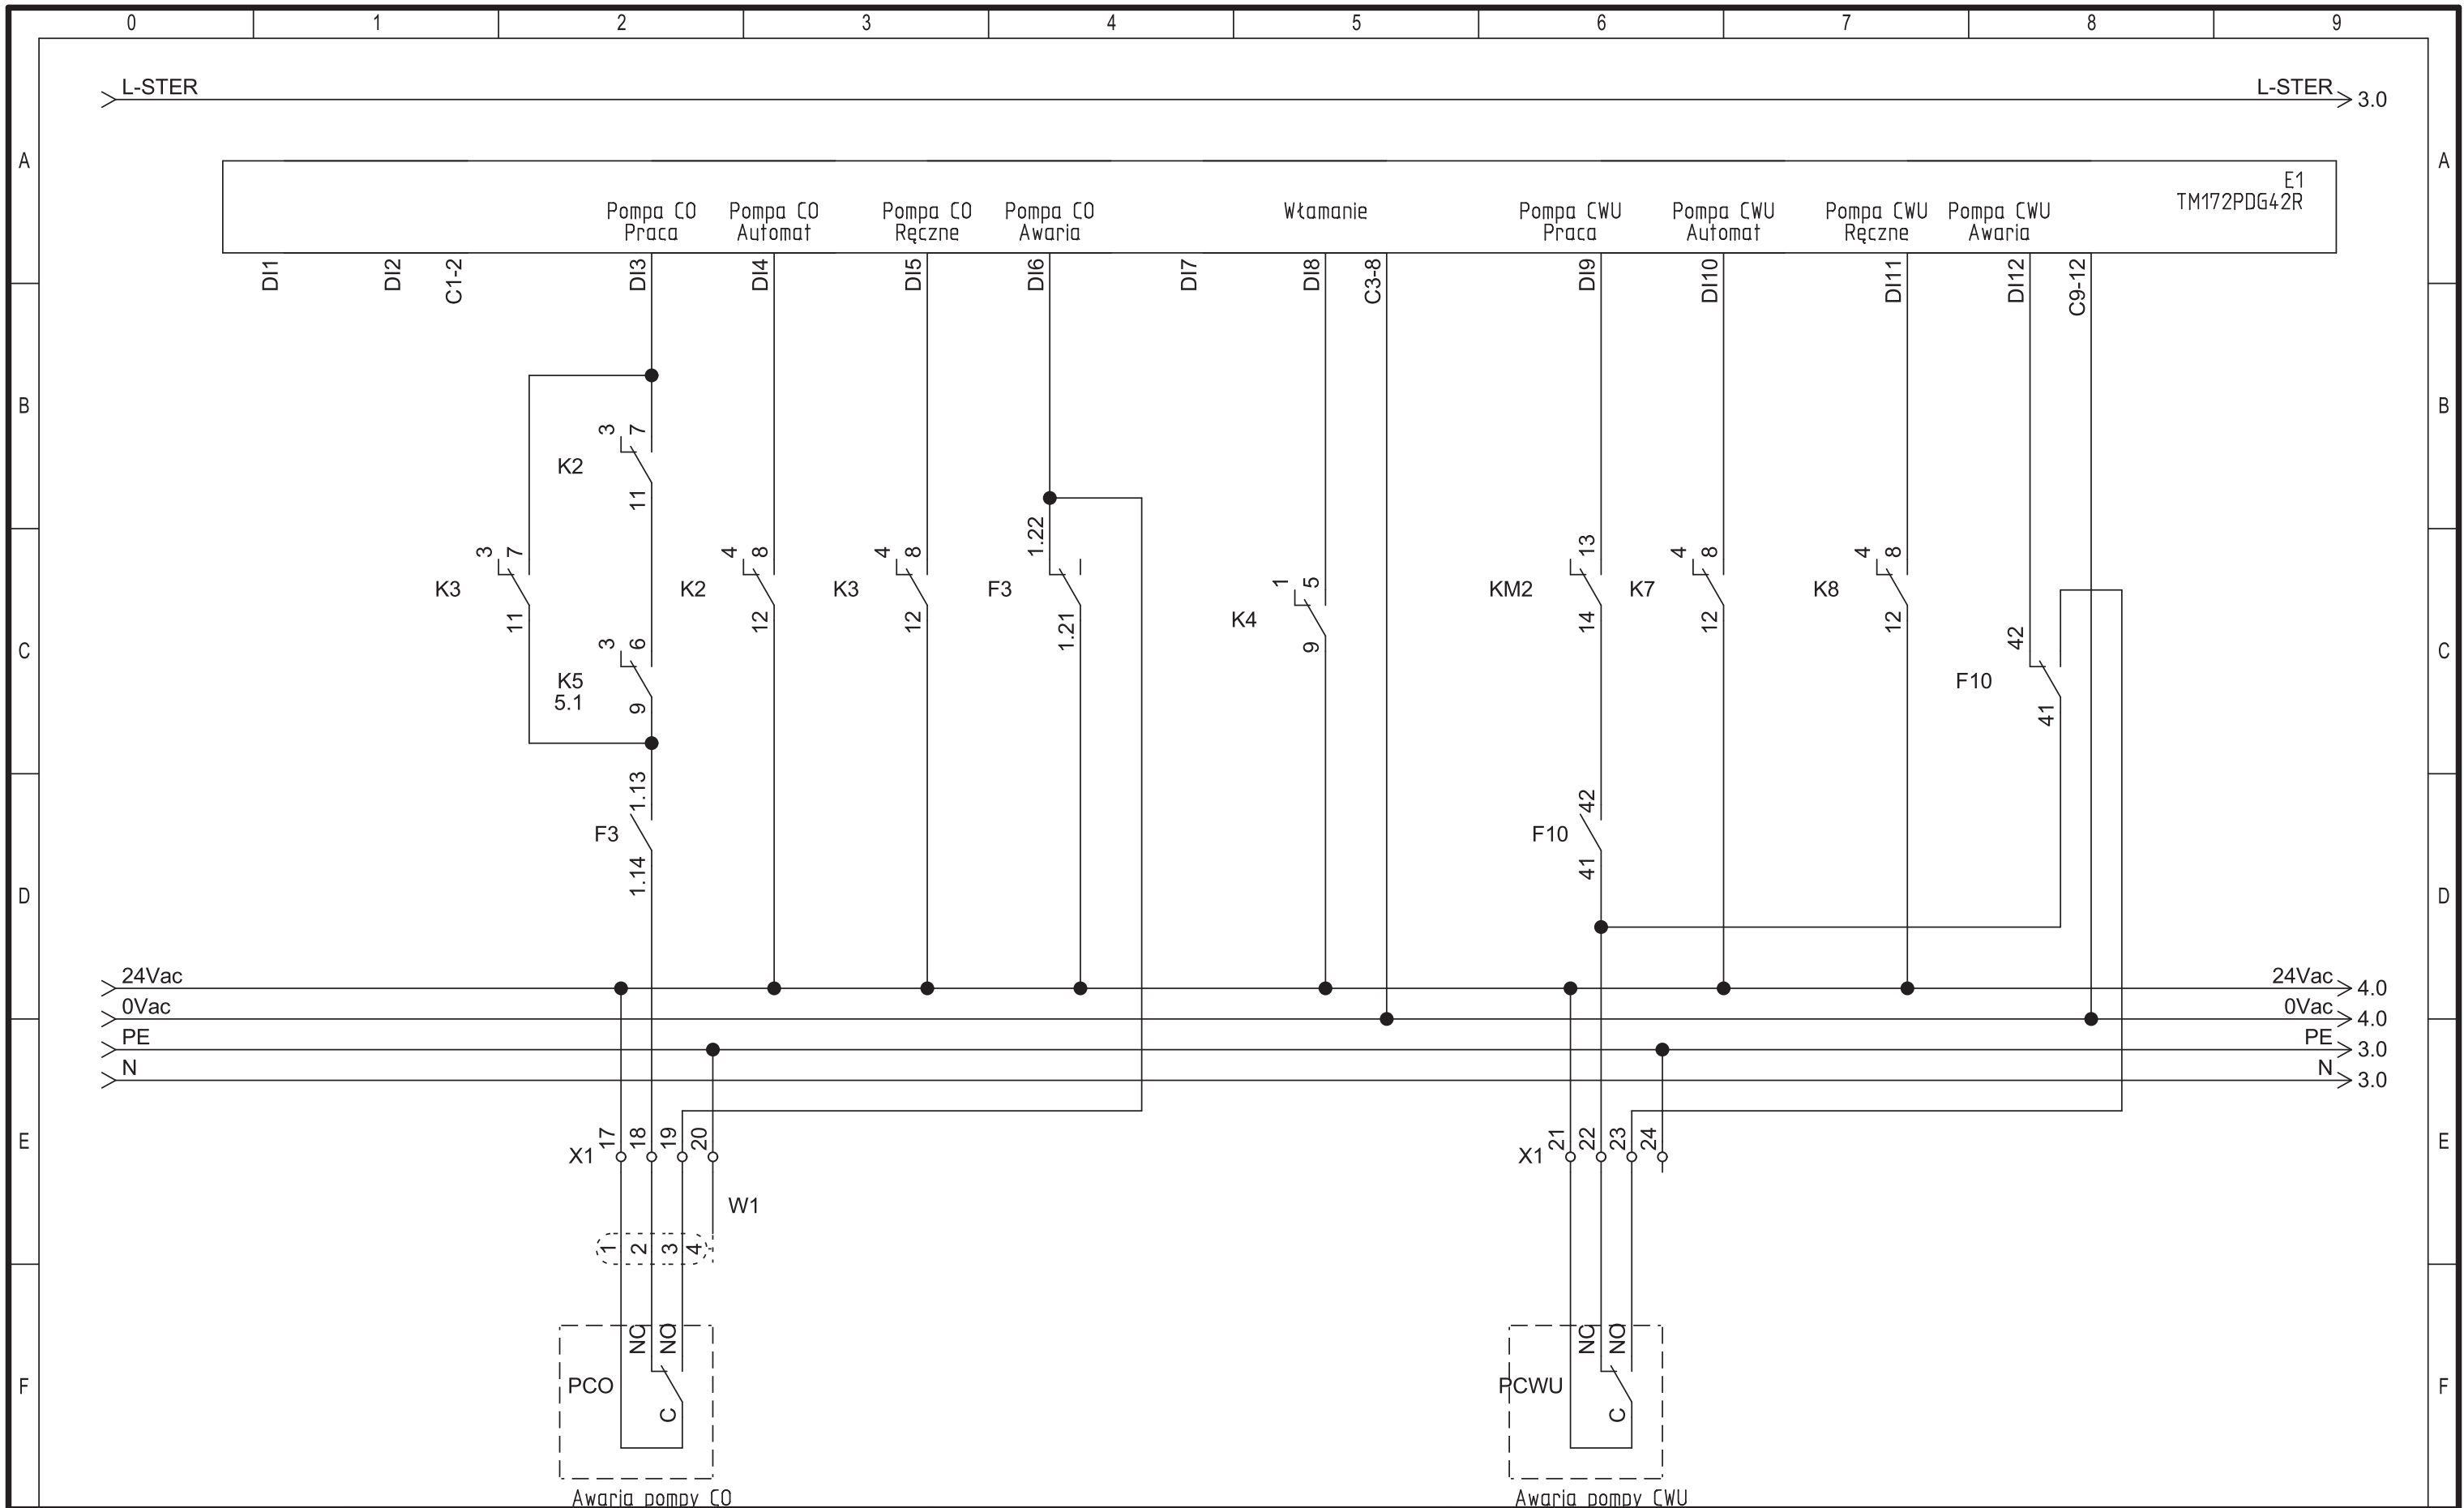 0 1 2 3 4 5 6 7 8 9
L-STER
L-STER 3.0
A
A
E1
TM172PDG42R
Pompa CO
Praca
Pompa CO
Automat
Pompa CO
Ręczne
Pompa CO
Awaria
Włamanie
Pompa CWU
Praca
Pompa CWU
Automat
Pompa CWU
Ręczne
Pompa CWU
Awaria
DI1 DI2 C1-2 DI3 DI4 DI5 DI6 DI7 DI8 C3-8 DI9 DI10 DI11 DI12 C9-12
B
B
3 7
K2
11
1.22
3 7
K3
11
4 8
K2
12
4 8
K3
12
F3
1.21
1 5
K4
9
13
KM2
14
4 8
K7
12
4 8
K8
12
C
C
3 6
K5
5.1
9
42
F10
41
1.13
F3
1.14
42
F10
41
D
D
24Vac
24Vac 4.0
0Vac
0Vac 4.0
PE
PE 3.0
N
N 3.0
E
E
X1 17 18 19 20
X1 21 22 23 24
W1
1 2 3 4
F
F
NC NO
PCO
C
NC NO
PCWU
C
Awaria pompy CO
Awaria pompy CWU